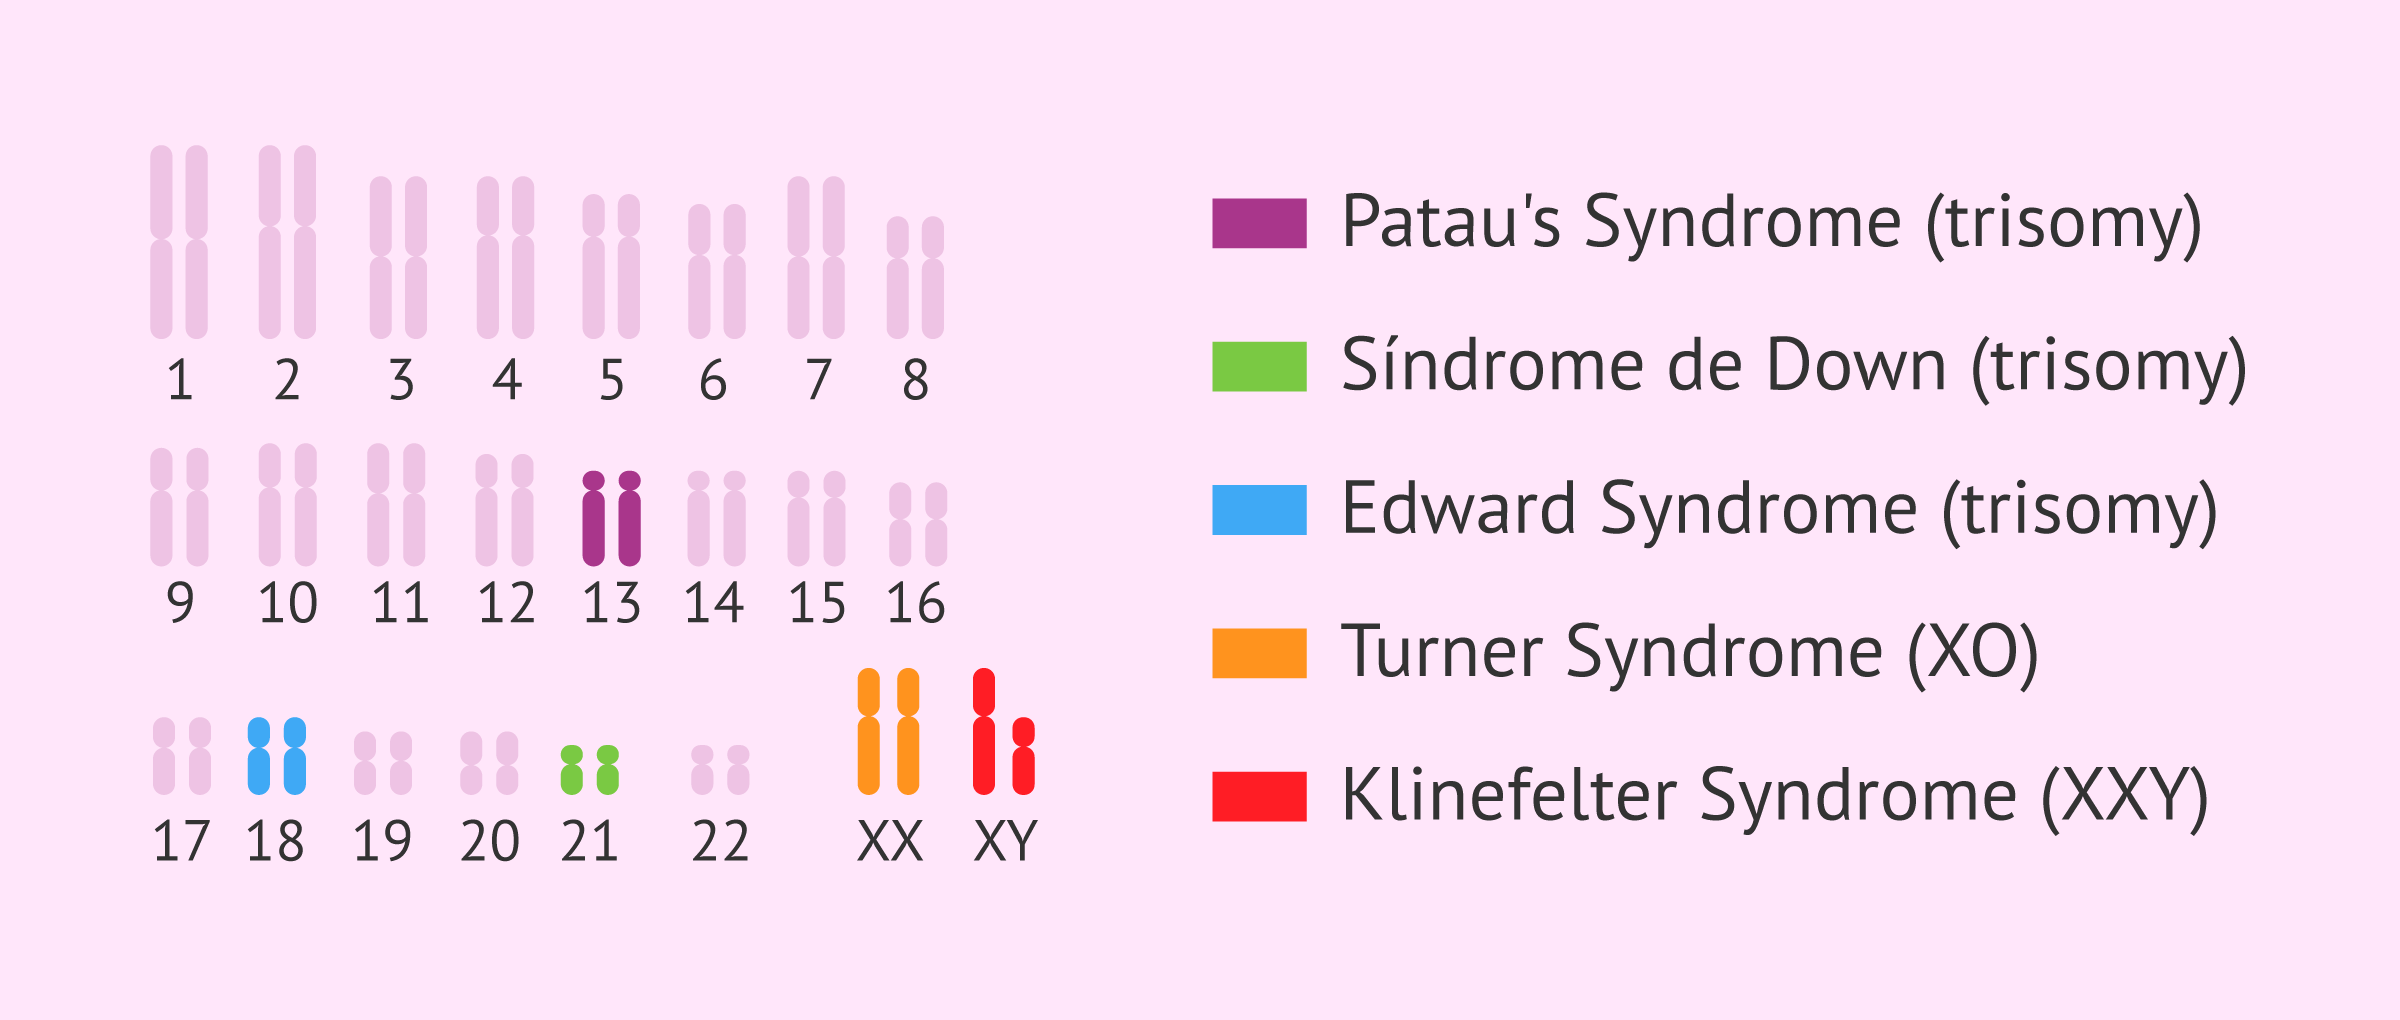 1 2 3 4 5 6 7 8
9 10 11 12 13 14 15 16
17 18 19 20 21 22 XX XY
Patau's Syndrome (trisomy)
Síndrome de Down (trisomy)
Edward Syndrome (trisomy)
Turner Syndrome (XO)
Klinefelter Syndrome (XXY)